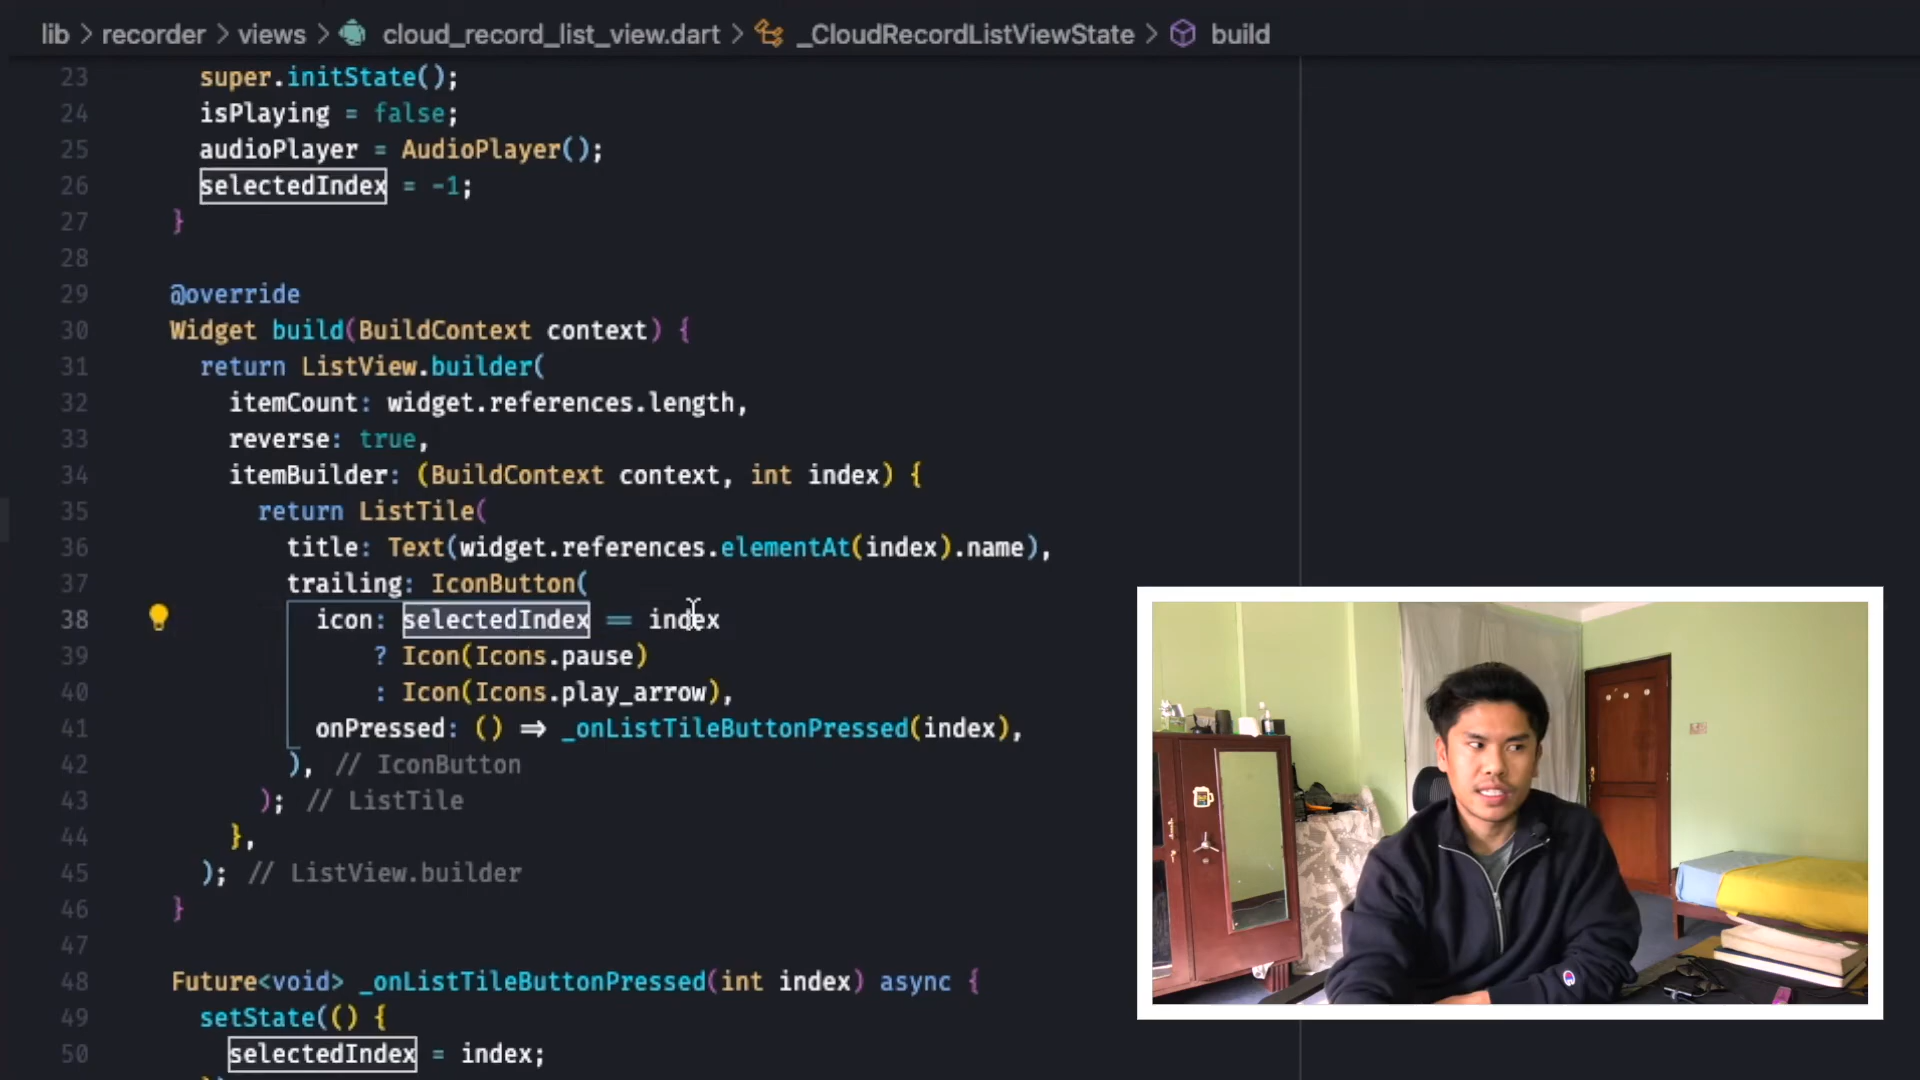 lib > recorder > views > cloud_record_list_view.dart > _CloudRecordListViewState > build
23 super.initState();
24 isPlaying = false;
25 audioPlayer = AudioPlayer();
26 selectedIndex = -1;
27 }
28
29 @override
30 Widget build(BuildContext context) {
31 return ListView.builder(
32 itemCount: widget.references.length,
33 reverse: true,
34 itemBuilder: (BuildContext context, int index) {
35 return ListTile(
36 title: Text(widget.references.elementAt(index).name),
37 trailing: IconButton(
38 icon: selectedIndex == index
39 ? Icon(Icons.pause)
40 : Icon(Icons.play_arrow),
41 onPressed: () => _onListTileButtonPressed(index),
42 ), // IconButton
43 ); // ListTile
44 },
45 ); // ListView.builder
46 }
47
48 Future<void> _onListTileButtonPressed(int index) async {
49 setState(() {
50 selectedIndex = index;